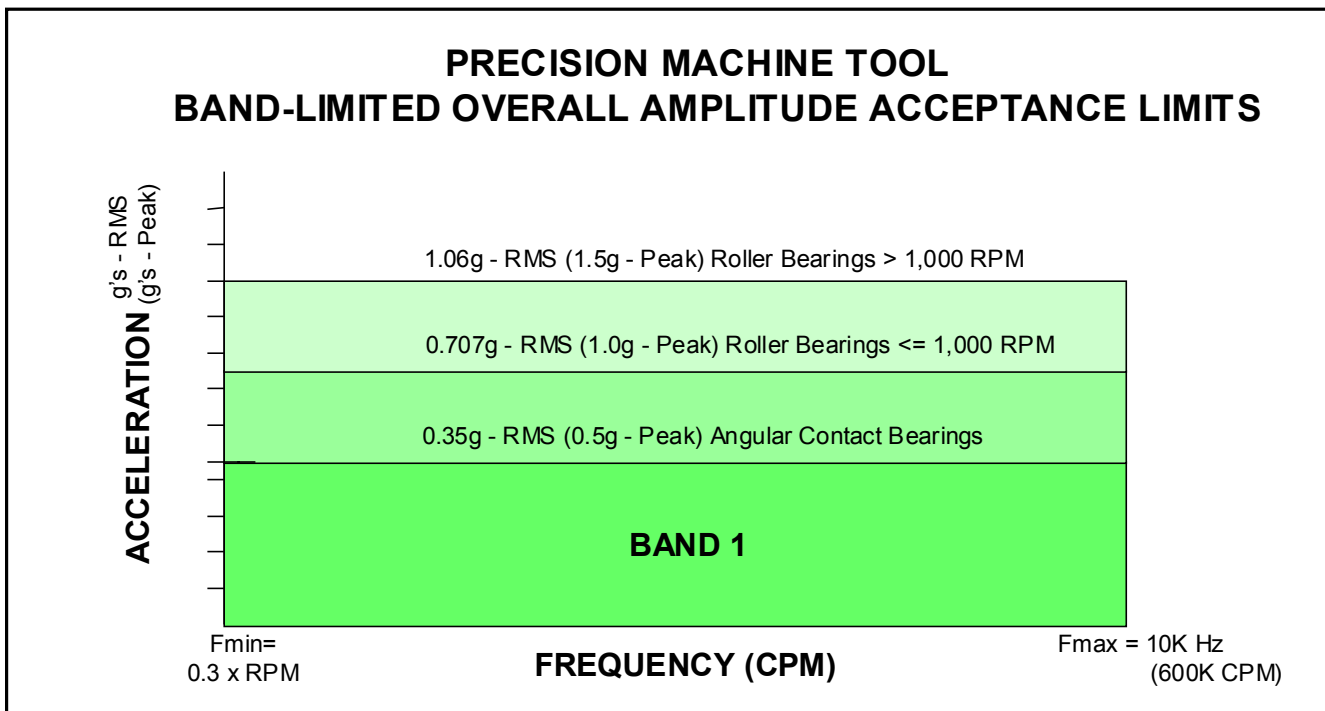 PRECISION MACHINE TOOL
BAND-LIMITED OVERALL AMPLITUDE ACCEPTANCE LIMITS
ACCELERATION
g's - RMS
(g's - Peak)
1.06g - RMS (1.5g - Peak) Roller Bearings > 1,000 RPM
0.707g - RMS (1.0g - Peak) Roller Bearings <= 1,000 RPM
0.35g - RMS (0.5g - Peak) Angular Contact Bearings
BAND 1
Fmin=
0.3 x RPM
FREQUENCY (CPM)
Fmax = 10K Hz
(600K CPM)